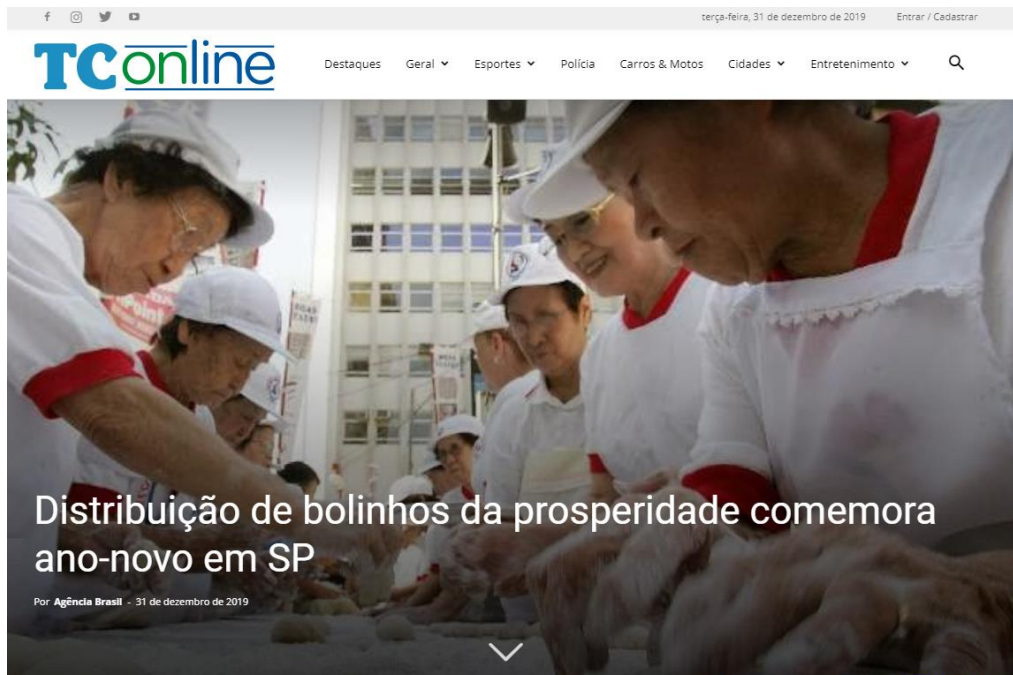 terça-feira, 31 de dezembro de 2019 Entrar / Cadastrar
TConline
Destaques Geral Esportes Polícia Carros & Motos Cidades Entretenimento
Distribuição de bolinhos da prosperidade comemora
ano-novo em SP
Por Agência Brasil - 31 de dezembro de 2019